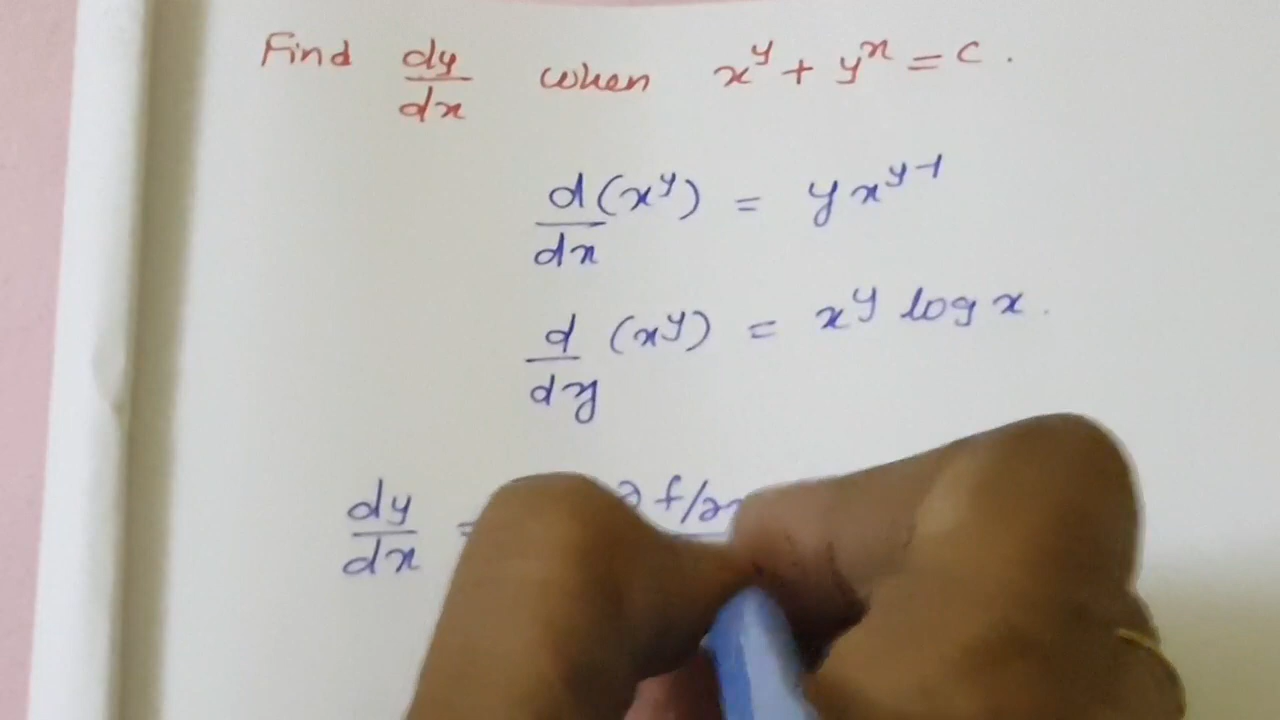 Find dy/dx when x^y + y^x = c.
d/dx (x^y) = y x^{y-1}
d/dy (x^y) = x^y log x.
dy/dx = ∂f/∂x